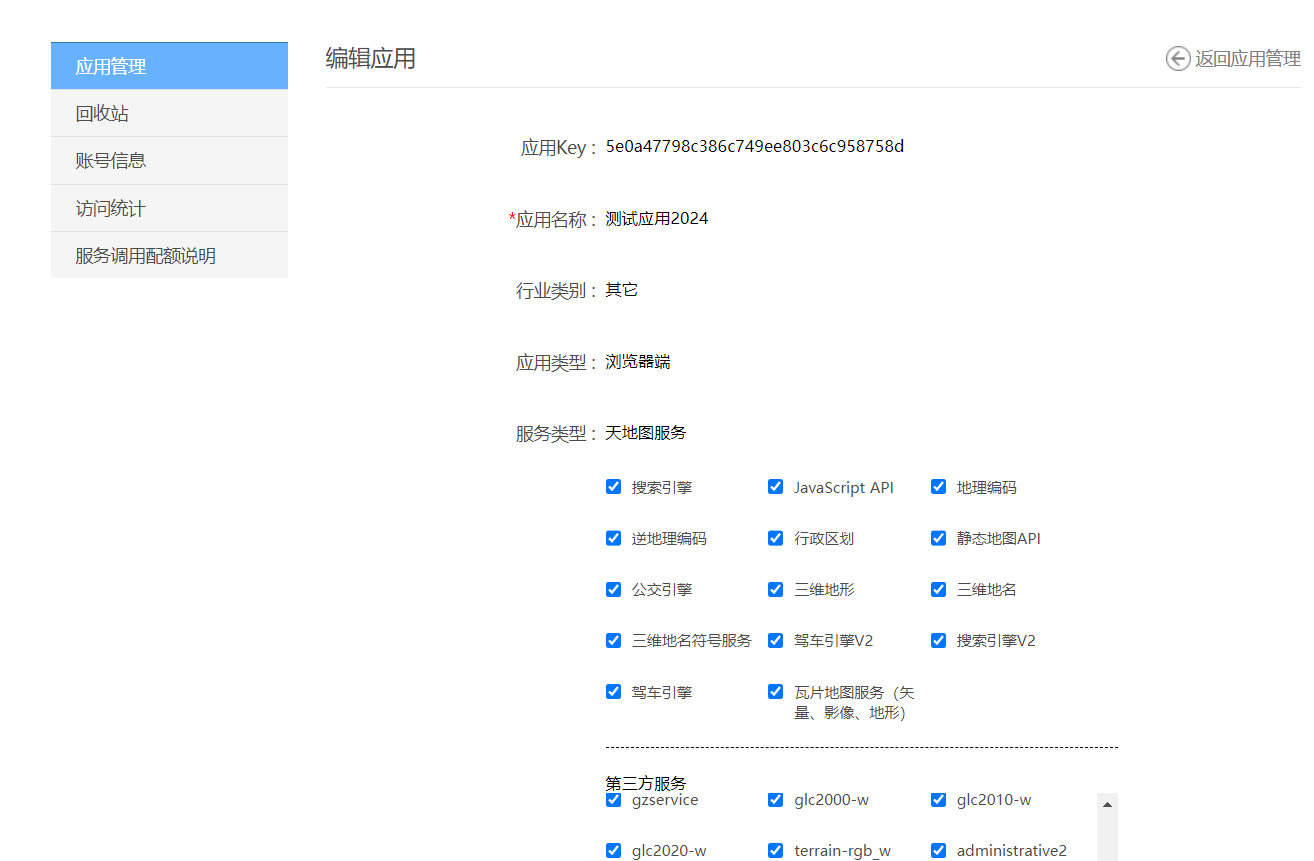 应用管理
回收站
账号信息
访问统计
服务调用配额说明
编辑应用
返回应用管理
应用Key : 5e0a47798c386c749ee803c6c958758d
*应用名称 : 测试应用2024
行业类别 : 其它
应用类型 : 浏览器端
服务类型 : 天地图服务
搜索引擎 JavaScript API 地理编码
逆地理编码 行政区划 静态地图API
公交引擎 三维地形 三维地名
三维地名符号服务 驾车引擎V2 搜索引擎V2
驾车引擎 瓦片地图服务（矢
量、影像、地形）
第三方服务
gzservice glc2000-w glc2010-w
glc2020-w terrain-rgb_w administrative2